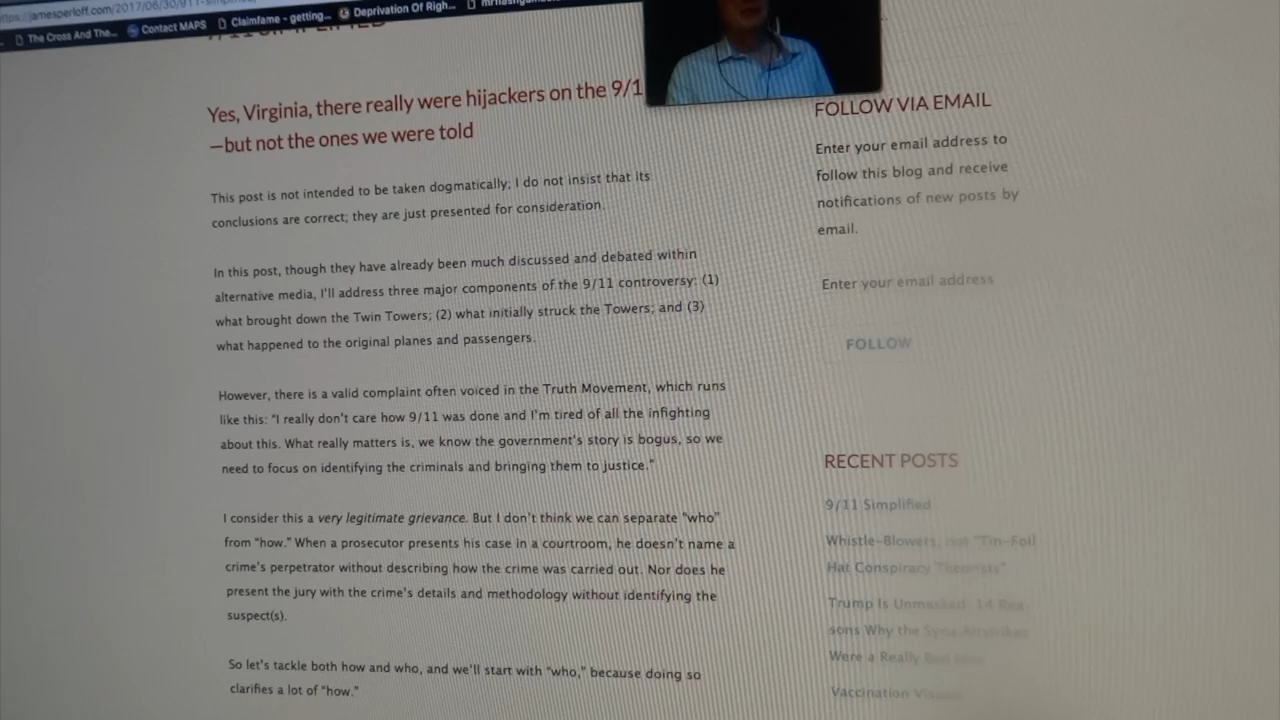 jamesperloff.com/2017/06/30/911-simplified/
The Cross And The... Contact MAPS Claimfame - getting... Deprivation Of Righ...
Yes, Virginia, there really were hijackers on the 9/1
—but not the ones we were told
This post is not intended to be taken dogmatically; I do not insist that its
conclusions are correct; they are just presented for consideration.
In this post, though they have already been much discussed and debated within
alternative media, I'll address three major components of the 9/11 controversy: (1)
what brought down the Twin Towers; (2) what initially struck the Towers; and (3)
what happened to the original planes and passengers.
However, there is a valid complaint often voiced in the Truth Movement, which runs
like this: "I really don't care how 9/11 was done and I'm tired of all the infighting
about this. What really matters is, we know the government's story is bogus, so we
need to focus on identifying the criminals and bringing them to justice."
I consider this a very legitimate grievance. But I don't think we can separate "who"
from "how." When a prosecutor presents his case in a courtroom, he doesn't name a
crime's perpetrator without describing how the crime was carried out. Nor does he
present the jury with the crime's details and methodology without identifying the
suspect(s).
So let's tackle both how and who, and we'll start with "who," because doing so
clarifies a lot of "how."
FOLLOW VIA EMAIL
Enter your email address to
follow this blog and receive
notifications of new posts by
email.
Enter your email address
FOLLOW
RECENT POSTS
9/11 Simplified
Whistle-Blowers, not "Tin-Foil
Hat Conspiracy Theorists"
Trump Is Unmasked: 14 Rea-
sons Why the Syria Airstrikes
Were a Really
Vaccination